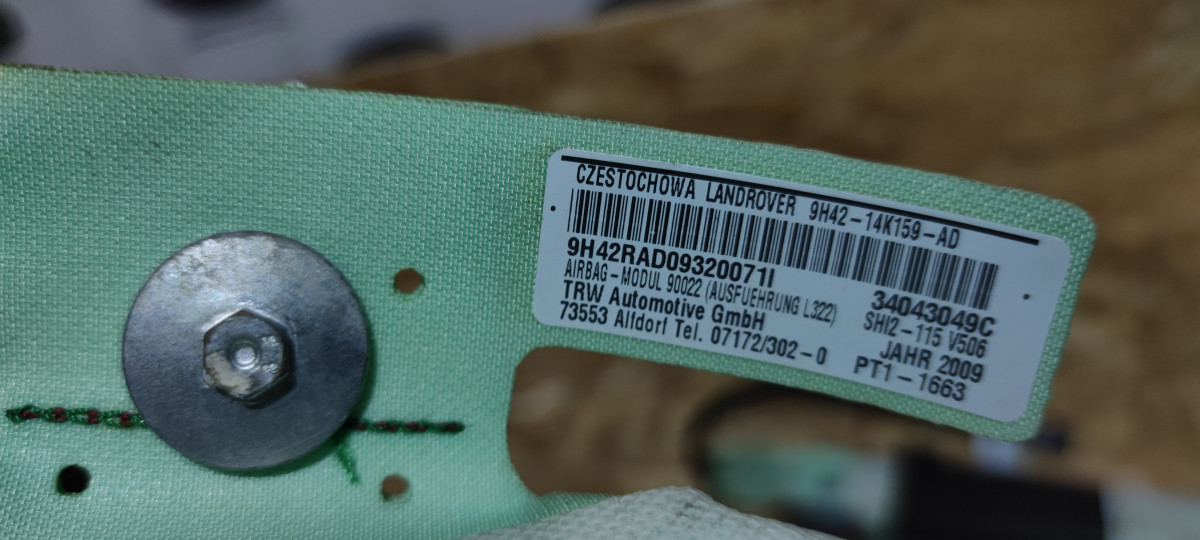 CZESTOCHOWA LANDROVER 9H42-14K159-AD
9H42RAD09320071I
34043049C
AIRBAG-MODUL 90022 (AUSFUEHRUNG L322)
SHI2-115 V506
TRW Automotive GmbH
JAHR 2009
73553 Alfdorf Tel. 07172/302-0
PT1-1663